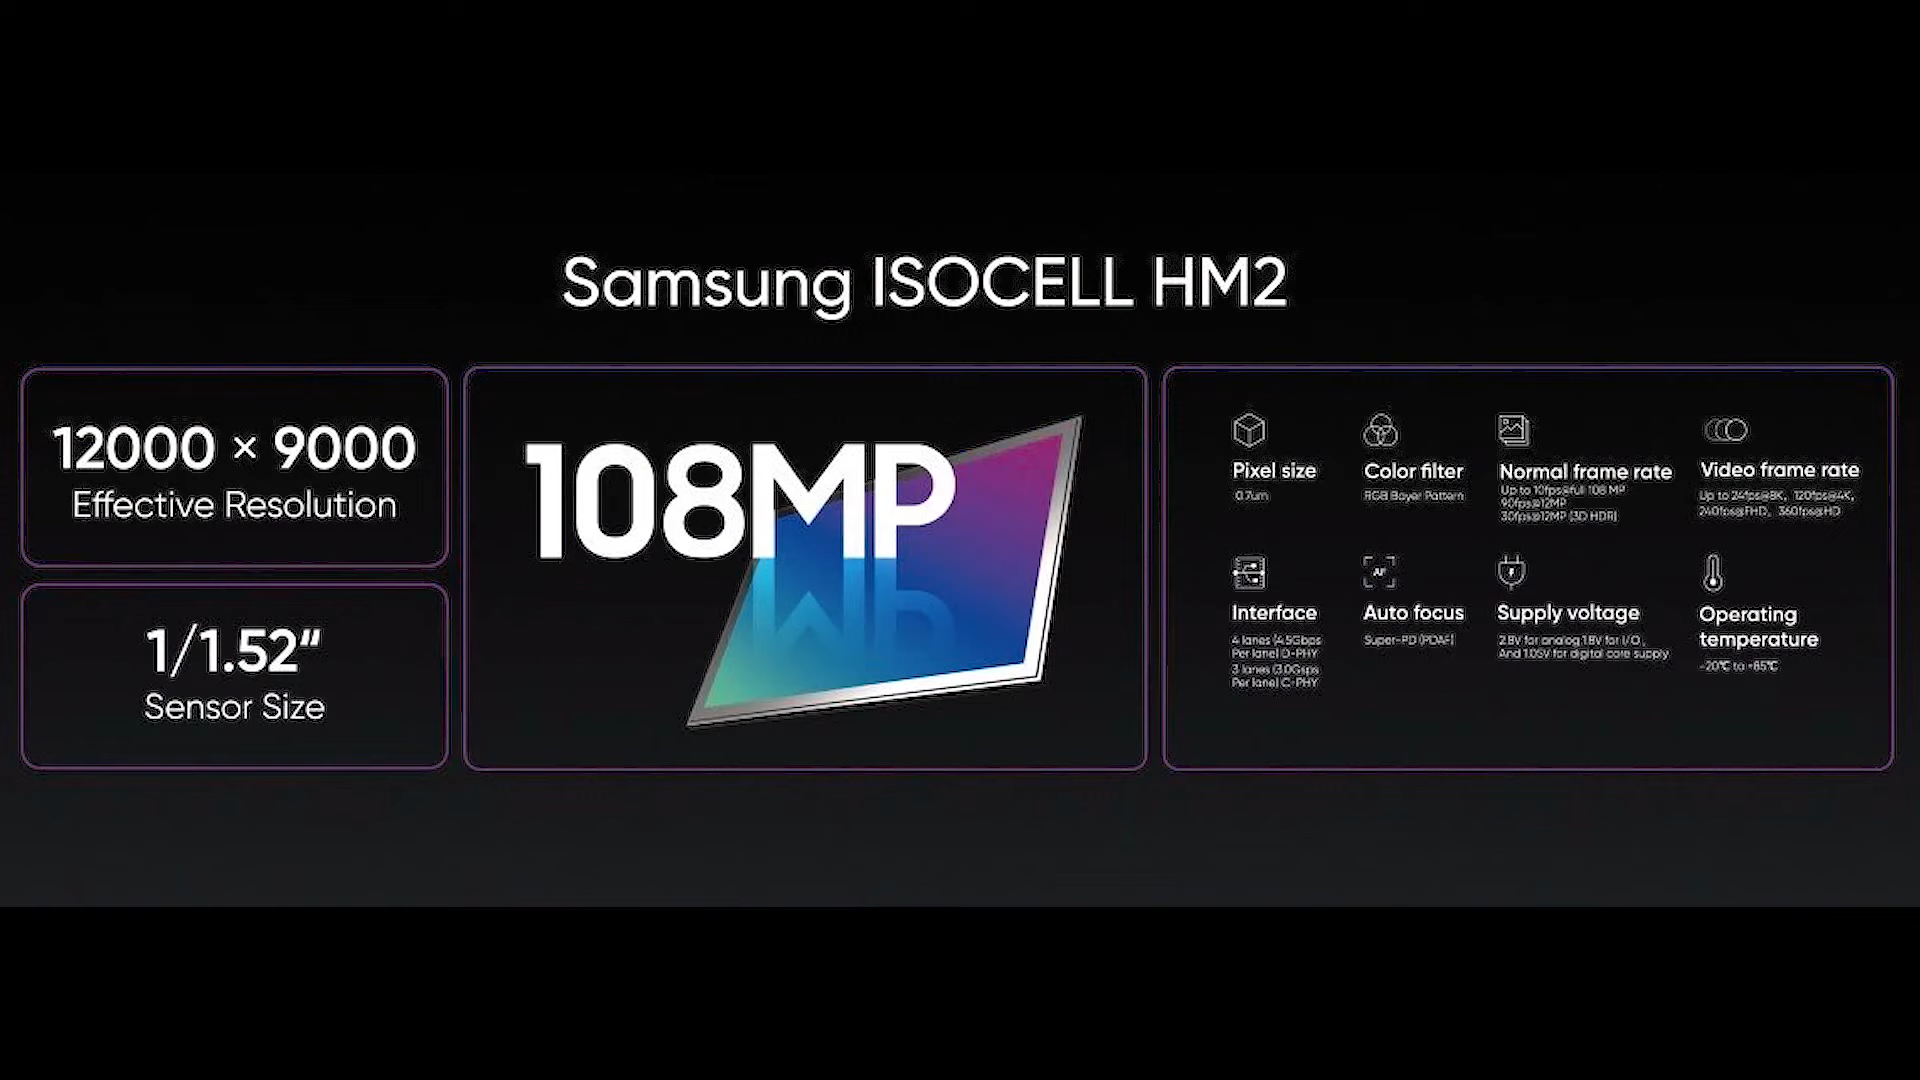 Samsung ISOCELL HM2
12000 × 9000
Effective Resolution
1/1.52"
Sensor Size
108MP
Pixel size
0.7um
Color filter
RGB Bayer Pattern
Normal frame rate
Up to 10fps@full 108 MP
90fps@12MP
30fps@12MP (3D HDR)
Video frame rate
Up to 24fps@8K, 120fps@4K,
240fps@FHD, 360fps@HD
Interface
4 lanes (4.5Gbps
Per lane) D-PHY
3 lanes (3.0Gsps
Per lane) C-PHY
AF
Auto focus
Super-PD (PDAF)
Supply voltage
2.8V for analog,1.8V for I/O,
And 1.05V for digital core supply
Operating
temperature
-20℃ to +85℃